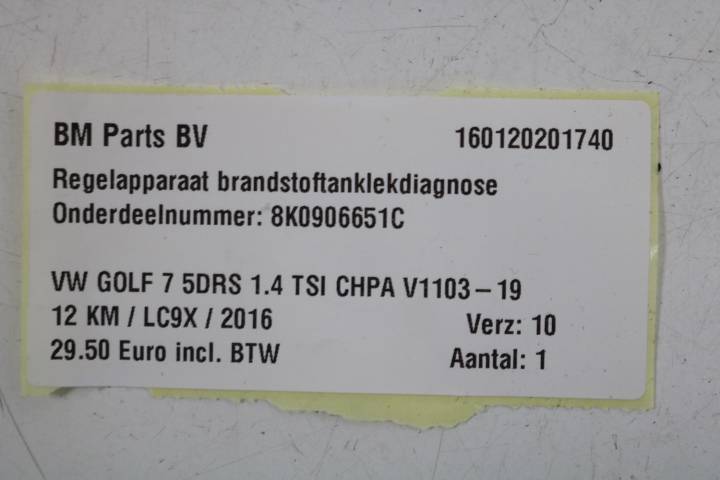 BM Parts BV 160120201740
Regelapparaat brandstoftanklekdiagnose
Onderdeelnummer: 8K0906651C
VW GOLF 7 5DRS 1.4 TSI CHPA V1103-19
12 KM / LC9X / 2016 Verz: 10
29.50 Euro incl. BTW Aantal: 1